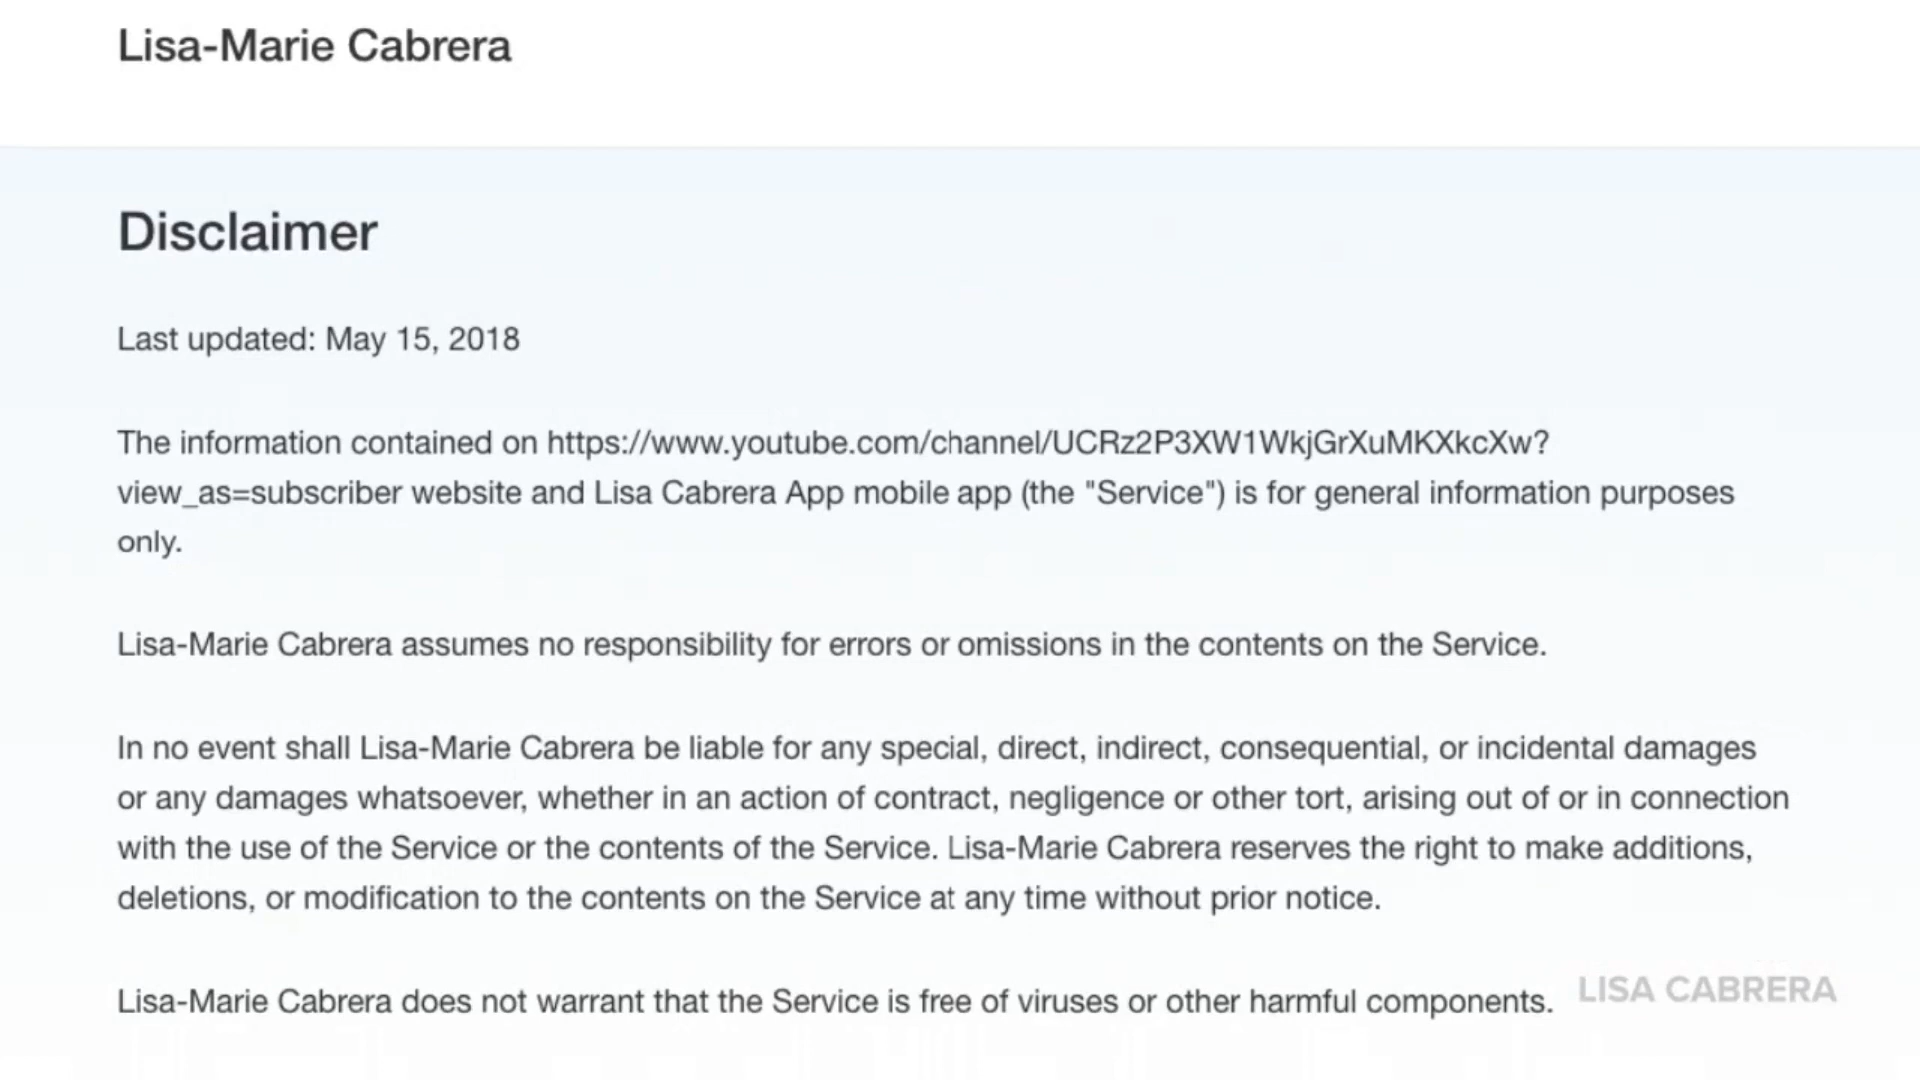 Lisa-Marie Cabrera
Disclaimer
Last updated: May 15, 2018
The information contained on https://www.youtube.com/channel/UCRz2P3XW1WkjGrXuMKXkcXw?
view_as=subscriber website and Lisa Cabrera App mobile app (the "Service") is for general information purposes
only.
Lisa-Marie Cabrera assumes no responsibility for errors or omissions in the contents on the Service.
In no event shall Lisa-Marie Cabrera be liable for any special, direct, indirect, consequential, or incidental damages
or any damages whatsoever, whether in an action of contract, negligence or other tort, arising out of or in connection
with the use of the Service or the contents of the Service. Lisa-Marie Cabrera reserves the right to make additions,
deletions, or modification to the contents on the Service at any time without prior notice.
Lisa-Marie Cabrera does not warrant that the Service is free of viruses or other harmful components.
LISA CABRERA